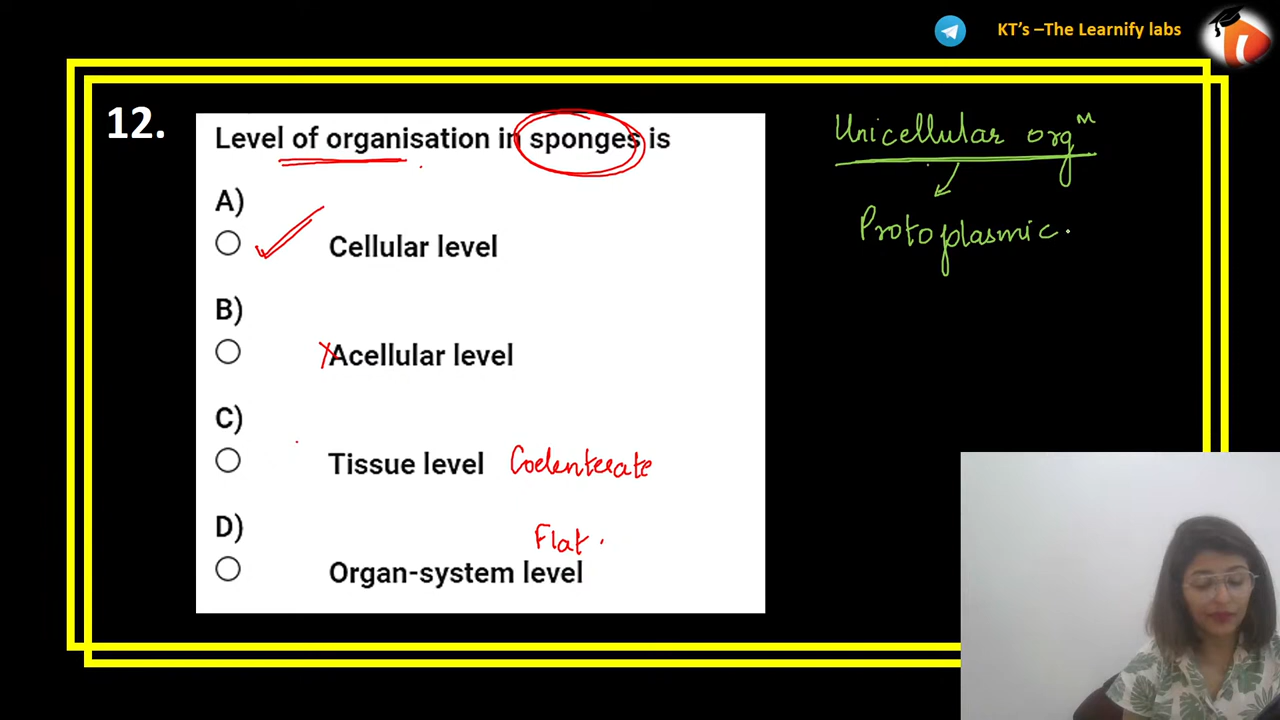 KT's –The Learnify labs
12.
Level of organisation in sponges is
Unicellular orgᵐ
Protoplasmic.
A)
Cellular level
B)
Acellular level
C)
Tissue level Coelenterate
D)
Flat
Organ-system level